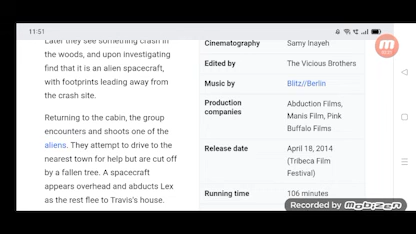 11:51
Later they see something crash in
the woods, and upon investigating
find that it is an alien spacecraft,
with footprints leading away from
the crash site.
Returning to the cabin, the group
encounters and shoots one of the
aliens. They attempt to drive to the
nearest town for help but are cut off
by a fallen tree. A spacecraft
appears overhead and abducts Lex
as the rest flee to Travis's house.
Cinematography Samy Inayeh
Edited by The Vicious Brothers
Music by Blitz//Berlin
Production Abduction Films,
companies Manis Film, Pink
Buffalo Films
Release date April 18, 2014
(Tribeca Film
Festival)
Running time 106 minutes
Recorded by Mobizen